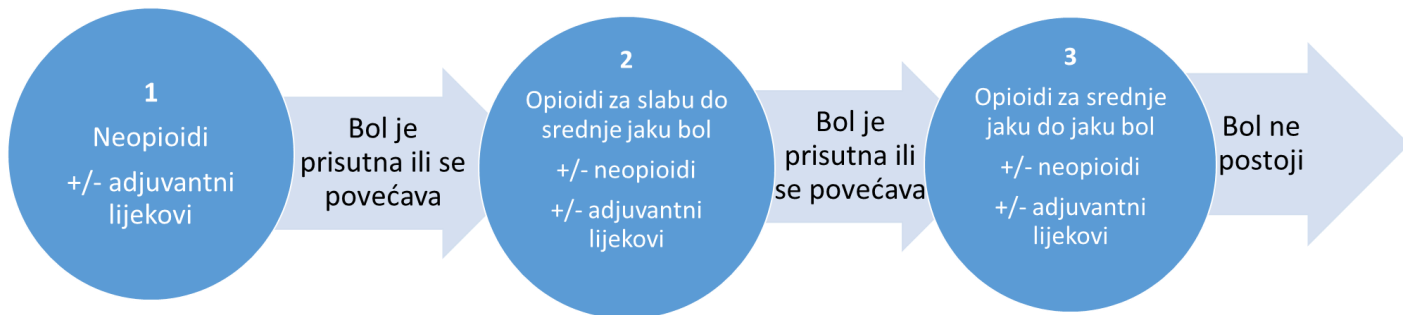 1
Neopioidi
+/- adjuvantni
lijekovi
Bol je
prisutna ili se
povećava
2
Opioidi za slabu do
srednje jaku bol
+/- neopioidi
+/- adjuvantni
lijekovi
Bol je
prisutna ili
se povećava
3
Opioidi za srednje
jaku do jaku bol
+/- neopioidi
+/- adjuvantni
lijekovi
Bol ne
postoji